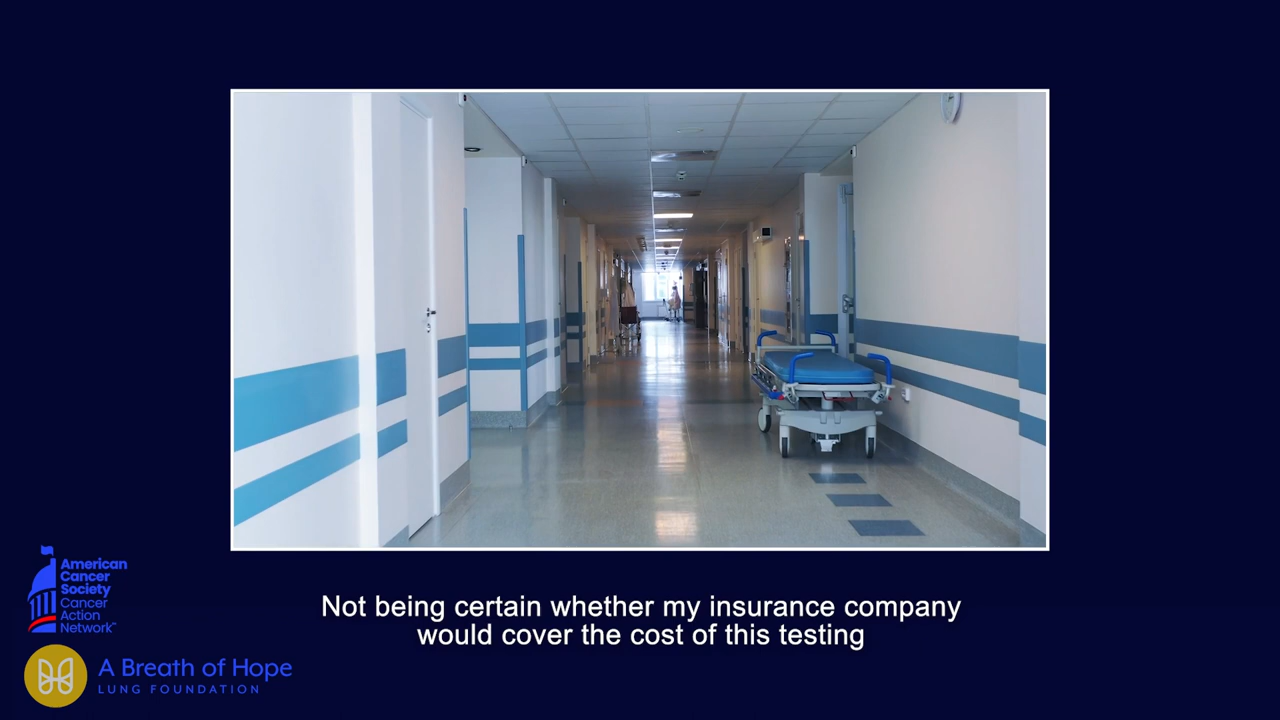 American
Cancer
Society
Cancer
Action
Network™
A Breath of Hope
LUNG FOUNDATION
Not being certain whether my insurance company
would cover the cost of this testing